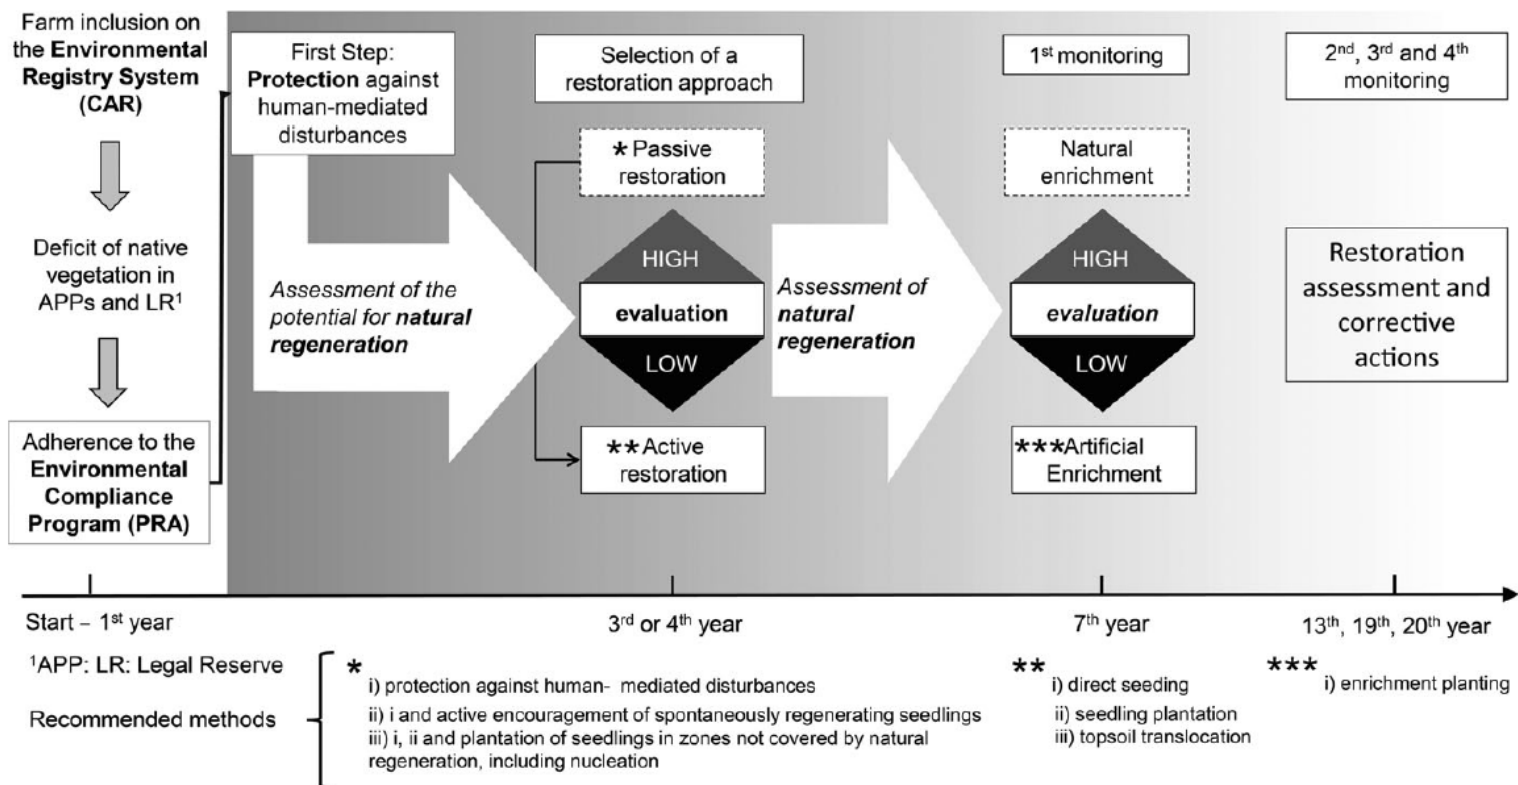 Farm inclusion on
the Environmental
Registry System
(CAR)
Deficit of native
vegetation in
APPs and LR¹
Adherence to the
Environmental
Compliance
Program (PRA)
First Step:
Protection against
human-mediated
disturbances
Assessment of the
potential for natural
regeneration
Selection of a
restoration approach
* Passive
restoration
HIGH
evaluation
LOW
** Active
restoration
Assessment of
natural
regeneration
1st monitoring
Natural
enrichment
HIGH
evaluation
LOW
*** Artificial
Enrichment
2nd, 3rd and 4th
monitoring
Restoration
assessment and
corrective
actions
Start – 1st year
3rd or 4th year
7th year
13th, 19th, 20th year
¹APP: LR: Legal Reserve
Recommended methods
*
i) protection against human- mediated disturbances
ii) i and active encouragement of spontaneously regenerating seedlings
iii) i, ii and plantation of seedlings in zones not covered by natural
regeneration, including nucleation
**
i) direct seeding
ii) seedling plantation
iii) topsoil translocation
***
i) enrichment planting